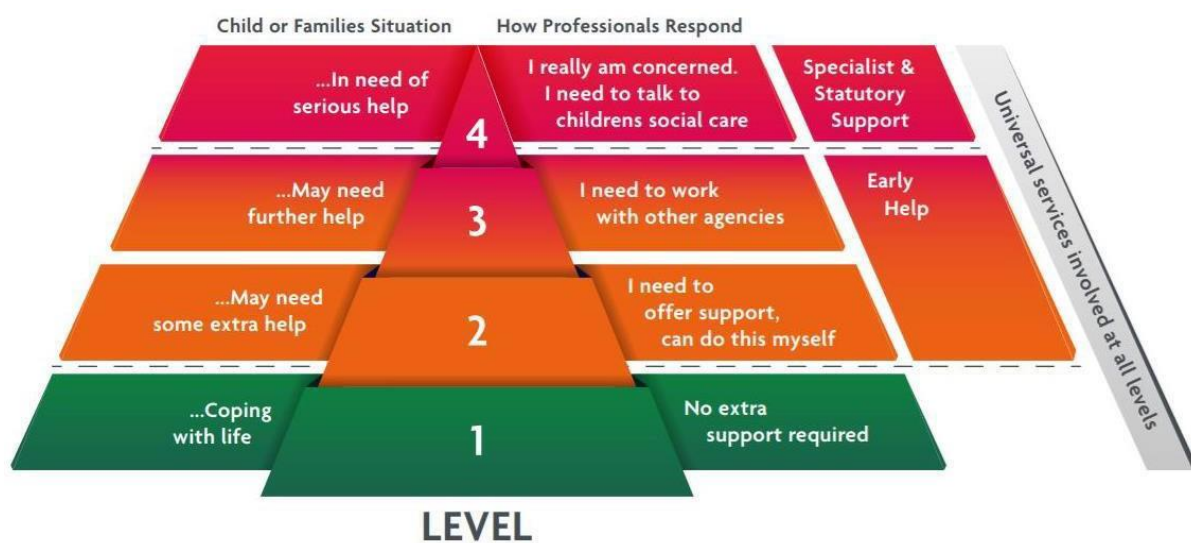 Child or Families Situation
How Professionals Respond
...In need of
serious help
4
I really am concerned.
I need to talk to
childrens social care
Specialist &
Statutory
Support
...May need
further help
3
I need to work
with other agencies
Early
Help
...May need
some extra help
2
I need to
offer support,
can do this myself
...Coping
with life
1
No extra
support required
Universal services involved at all levels
LEVEL